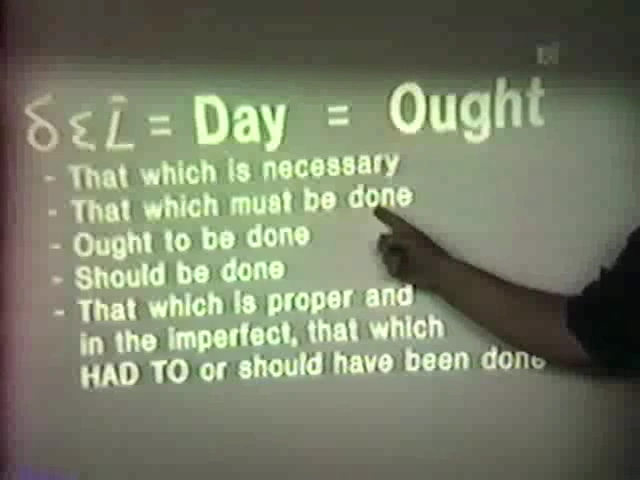 δεῖ = Day = Ought
- That which is necessary
- That which must be done
- Ought to be done
- Should be done
- That which is proper and
in the imperfect, that which
HAD TO or should have been done